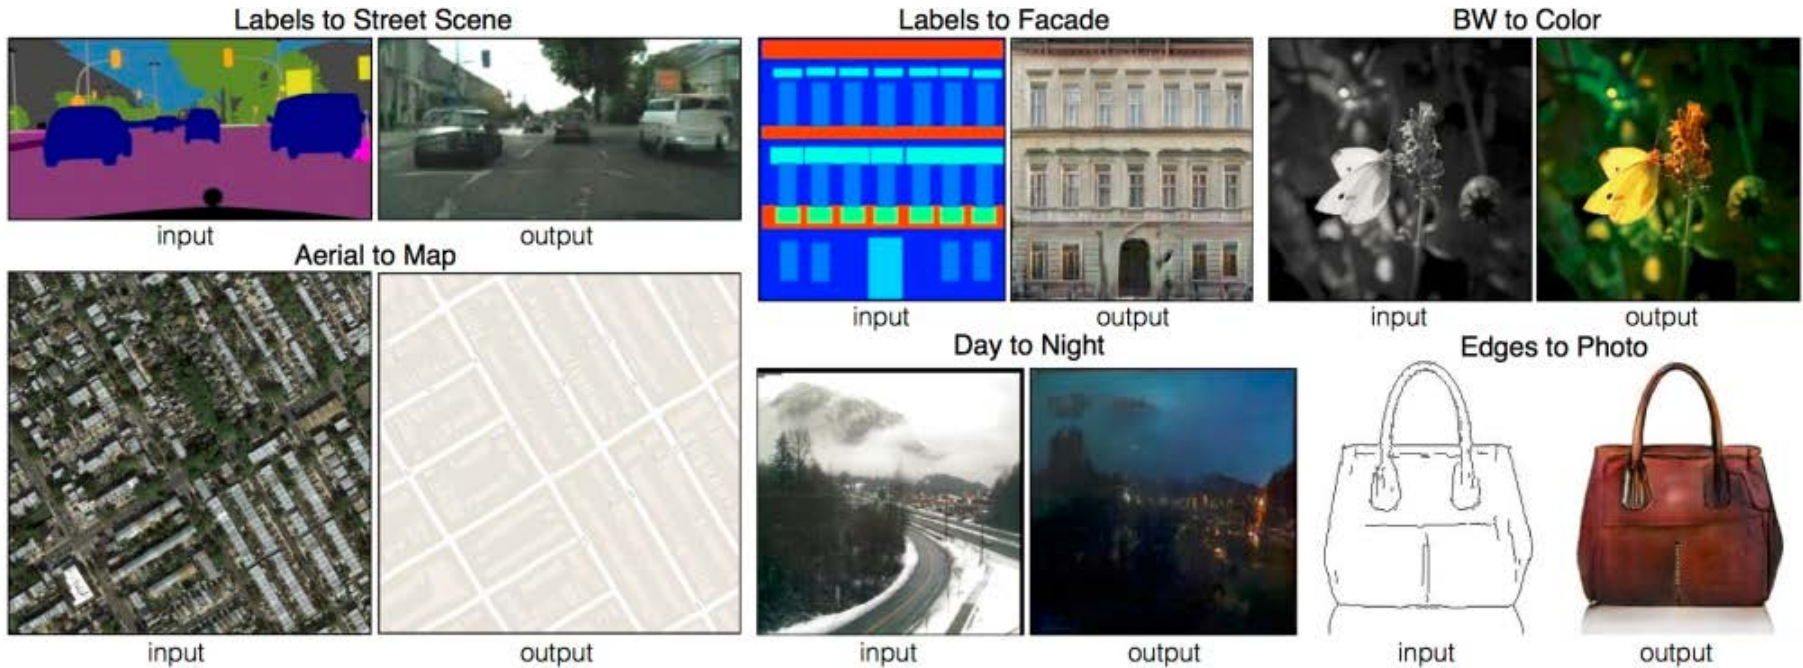 Labels to Street Scene
input
output
Aerial to Map
input
output
Labels to Facade
input
output
Day to Night
input
output
BW to Color
input
output
Edges to Photo
input
output